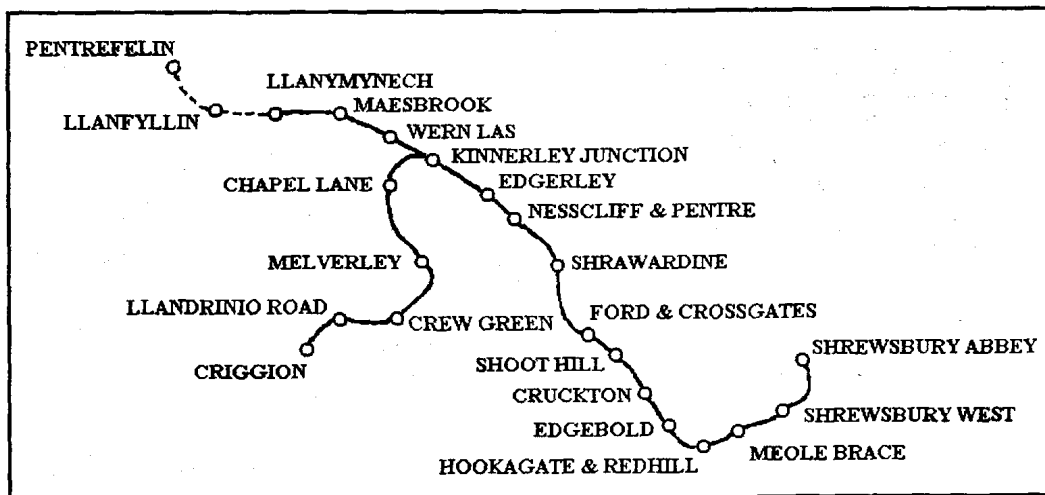 PENTREFELIN
LLANYMYNECH
MAESBROOK
LLANFYLLIN
WERN LAS
KINNERLEY JUNCTION
CHAPEL LANE
EDGERLEY
NESSCLIFF & PENTRE
MELVERLEY
SHRAWARDINE
LLANDRINIO ROAD
FORD & CROSSGATES
CREW GREEN
SHREWSBURY ABBEY
SHOOT HILL
CRIGGION
CRUCKTON
SHREWSBURY WEST
EDGEBOLD
MEOLE BRACE
HOOKAGATE & REDHILL